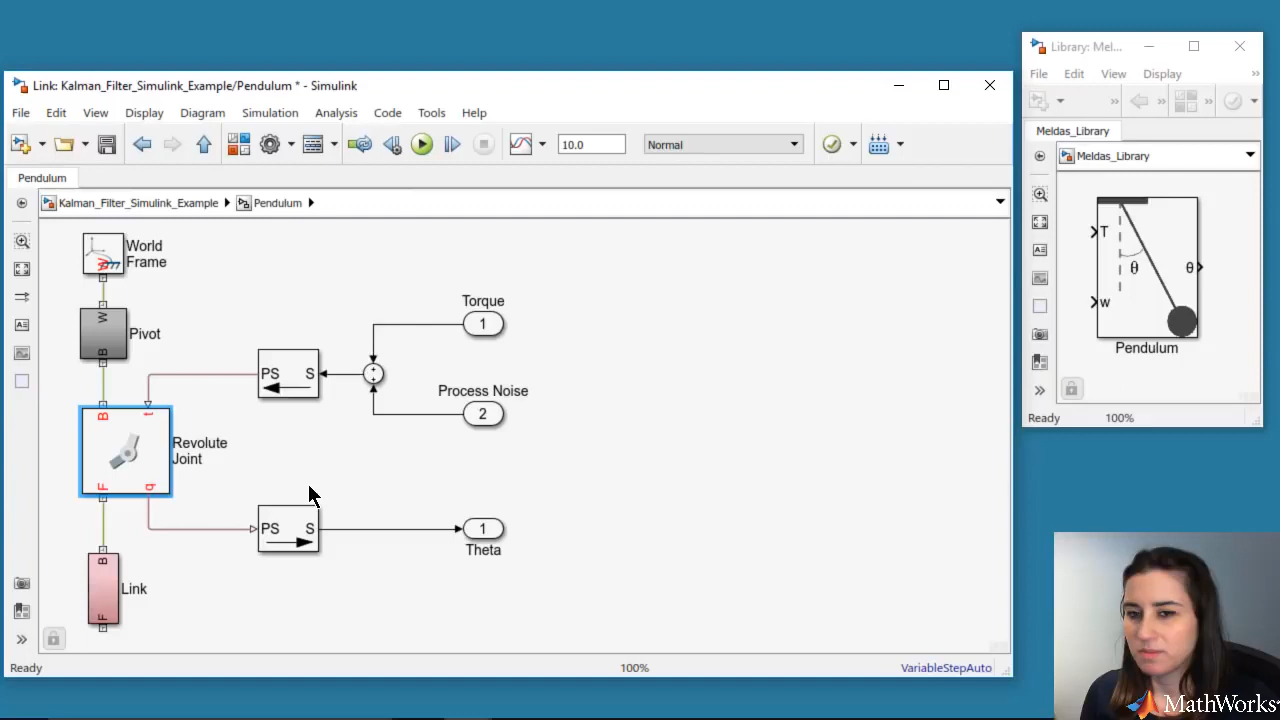 Link: Kalman_Filter_Simulink_Example/Pendulum * - Simulink
File Edit View Display Diagram Simulation Analysis Code Tools Help
10.0 Normal
Pendulum
Kalman_Filter_Simulink_Example Pendulum
World
Frame
W
Pivot
B
Torque
1
PS S
+
+
Process Noise
2
B t
Revolute
Joint
F q
PS S
1
Theta
B
Link
F
Ready 100% VariableStepAuto
Library: Mel...
File Edit View Display »
Meldas_Library
Meldas_Library
T
θ
θ
w
Pendulum
Ready 100%
MathWorks